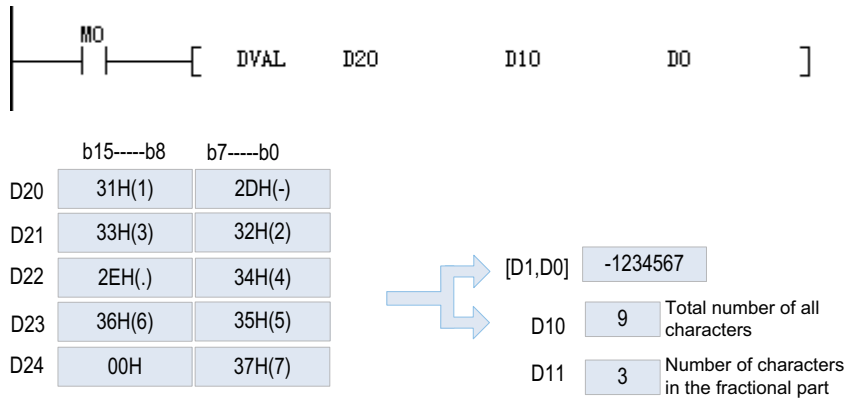 M0
[ DVAL D20 D10 D0 ]
b15-----b8 b7-----b0
D20 31H(1) 2DH(-)
D21 33H(3) 32H(2)
D22 2EH(.) 34H(4)
D23 36H(6) 35H(5)
D24 00H 37H(7)
[D1,D0] -1234567
D10 9 Total number of all
characters
D11 3 Number of characters
in the fractional part